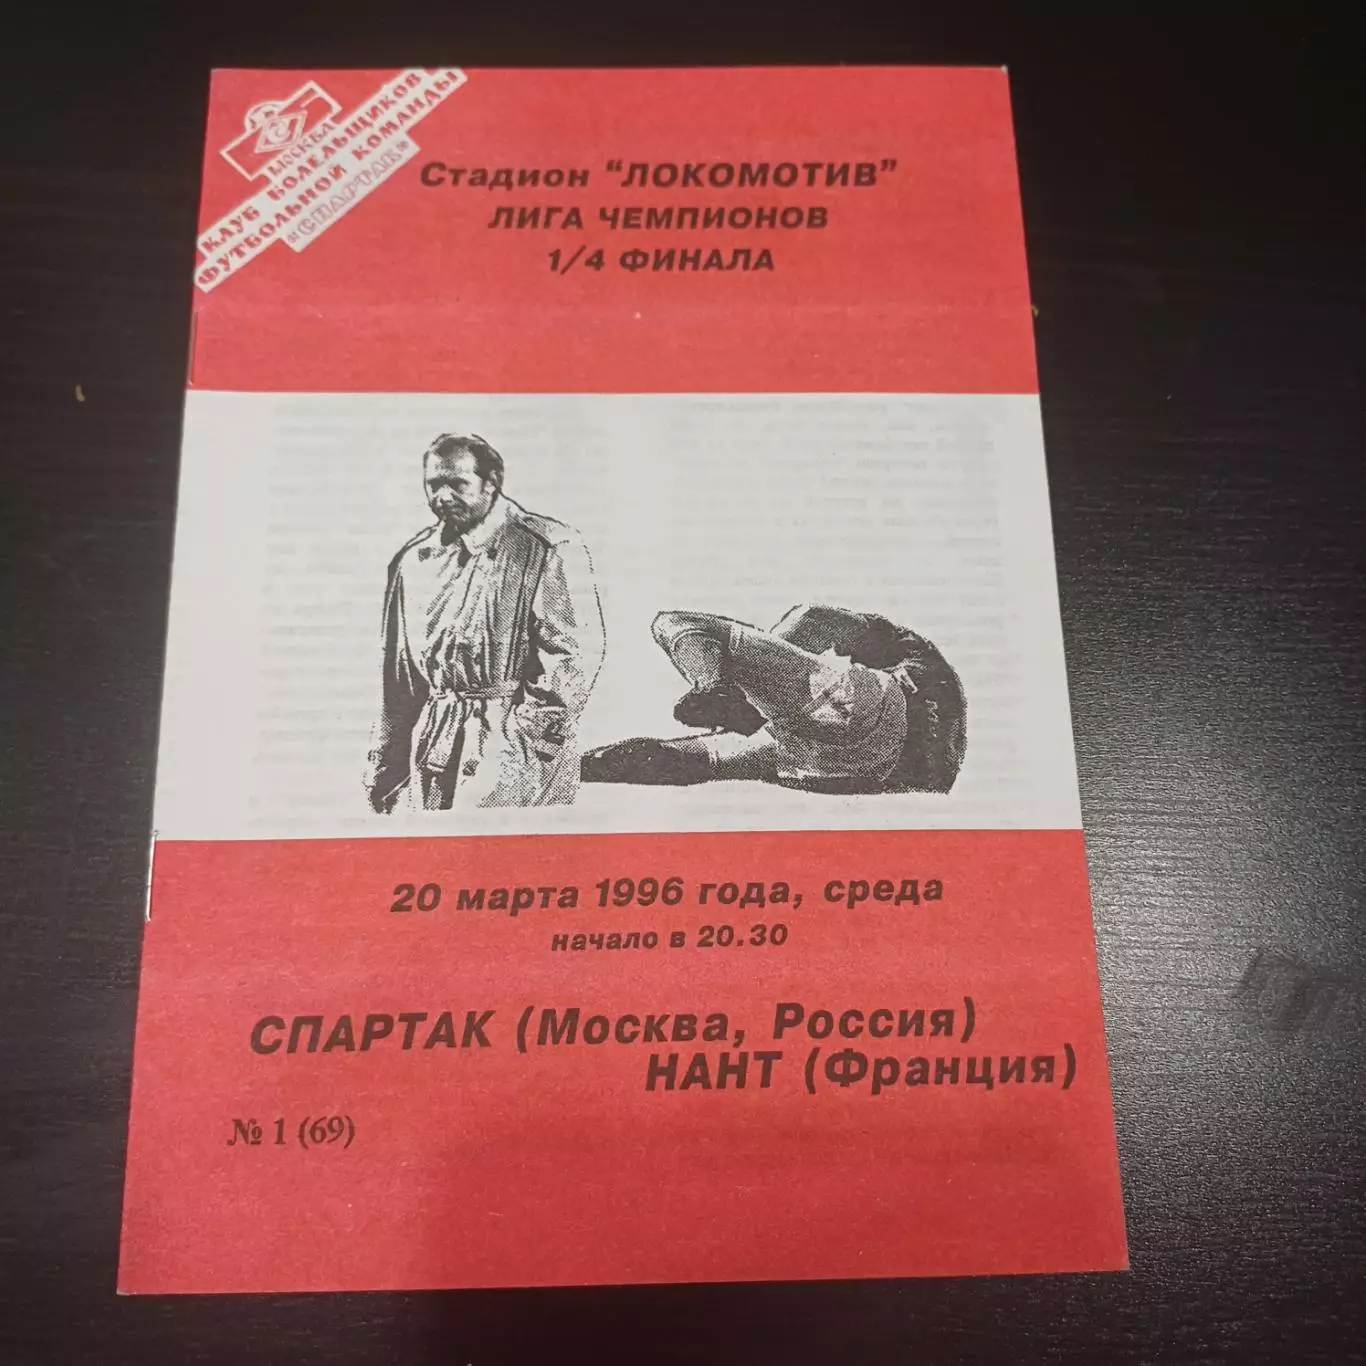 МОСКВА
КЛУБ БОЛЕЛЬЩИКОВ
ФУТБОЛЬНОЙ КОМАНДЫ
«СПАРТАК»
Стадион "ЛОКОМОТИВ"
ЛИГА ЧЕМПИОНОВ
1/4 ФИНАЛА
20 марта 1996 года, среда
начало в 20.30
СПАРТАК (Москва, Россия)
НАНТ (Франция)
№ 1 (69)